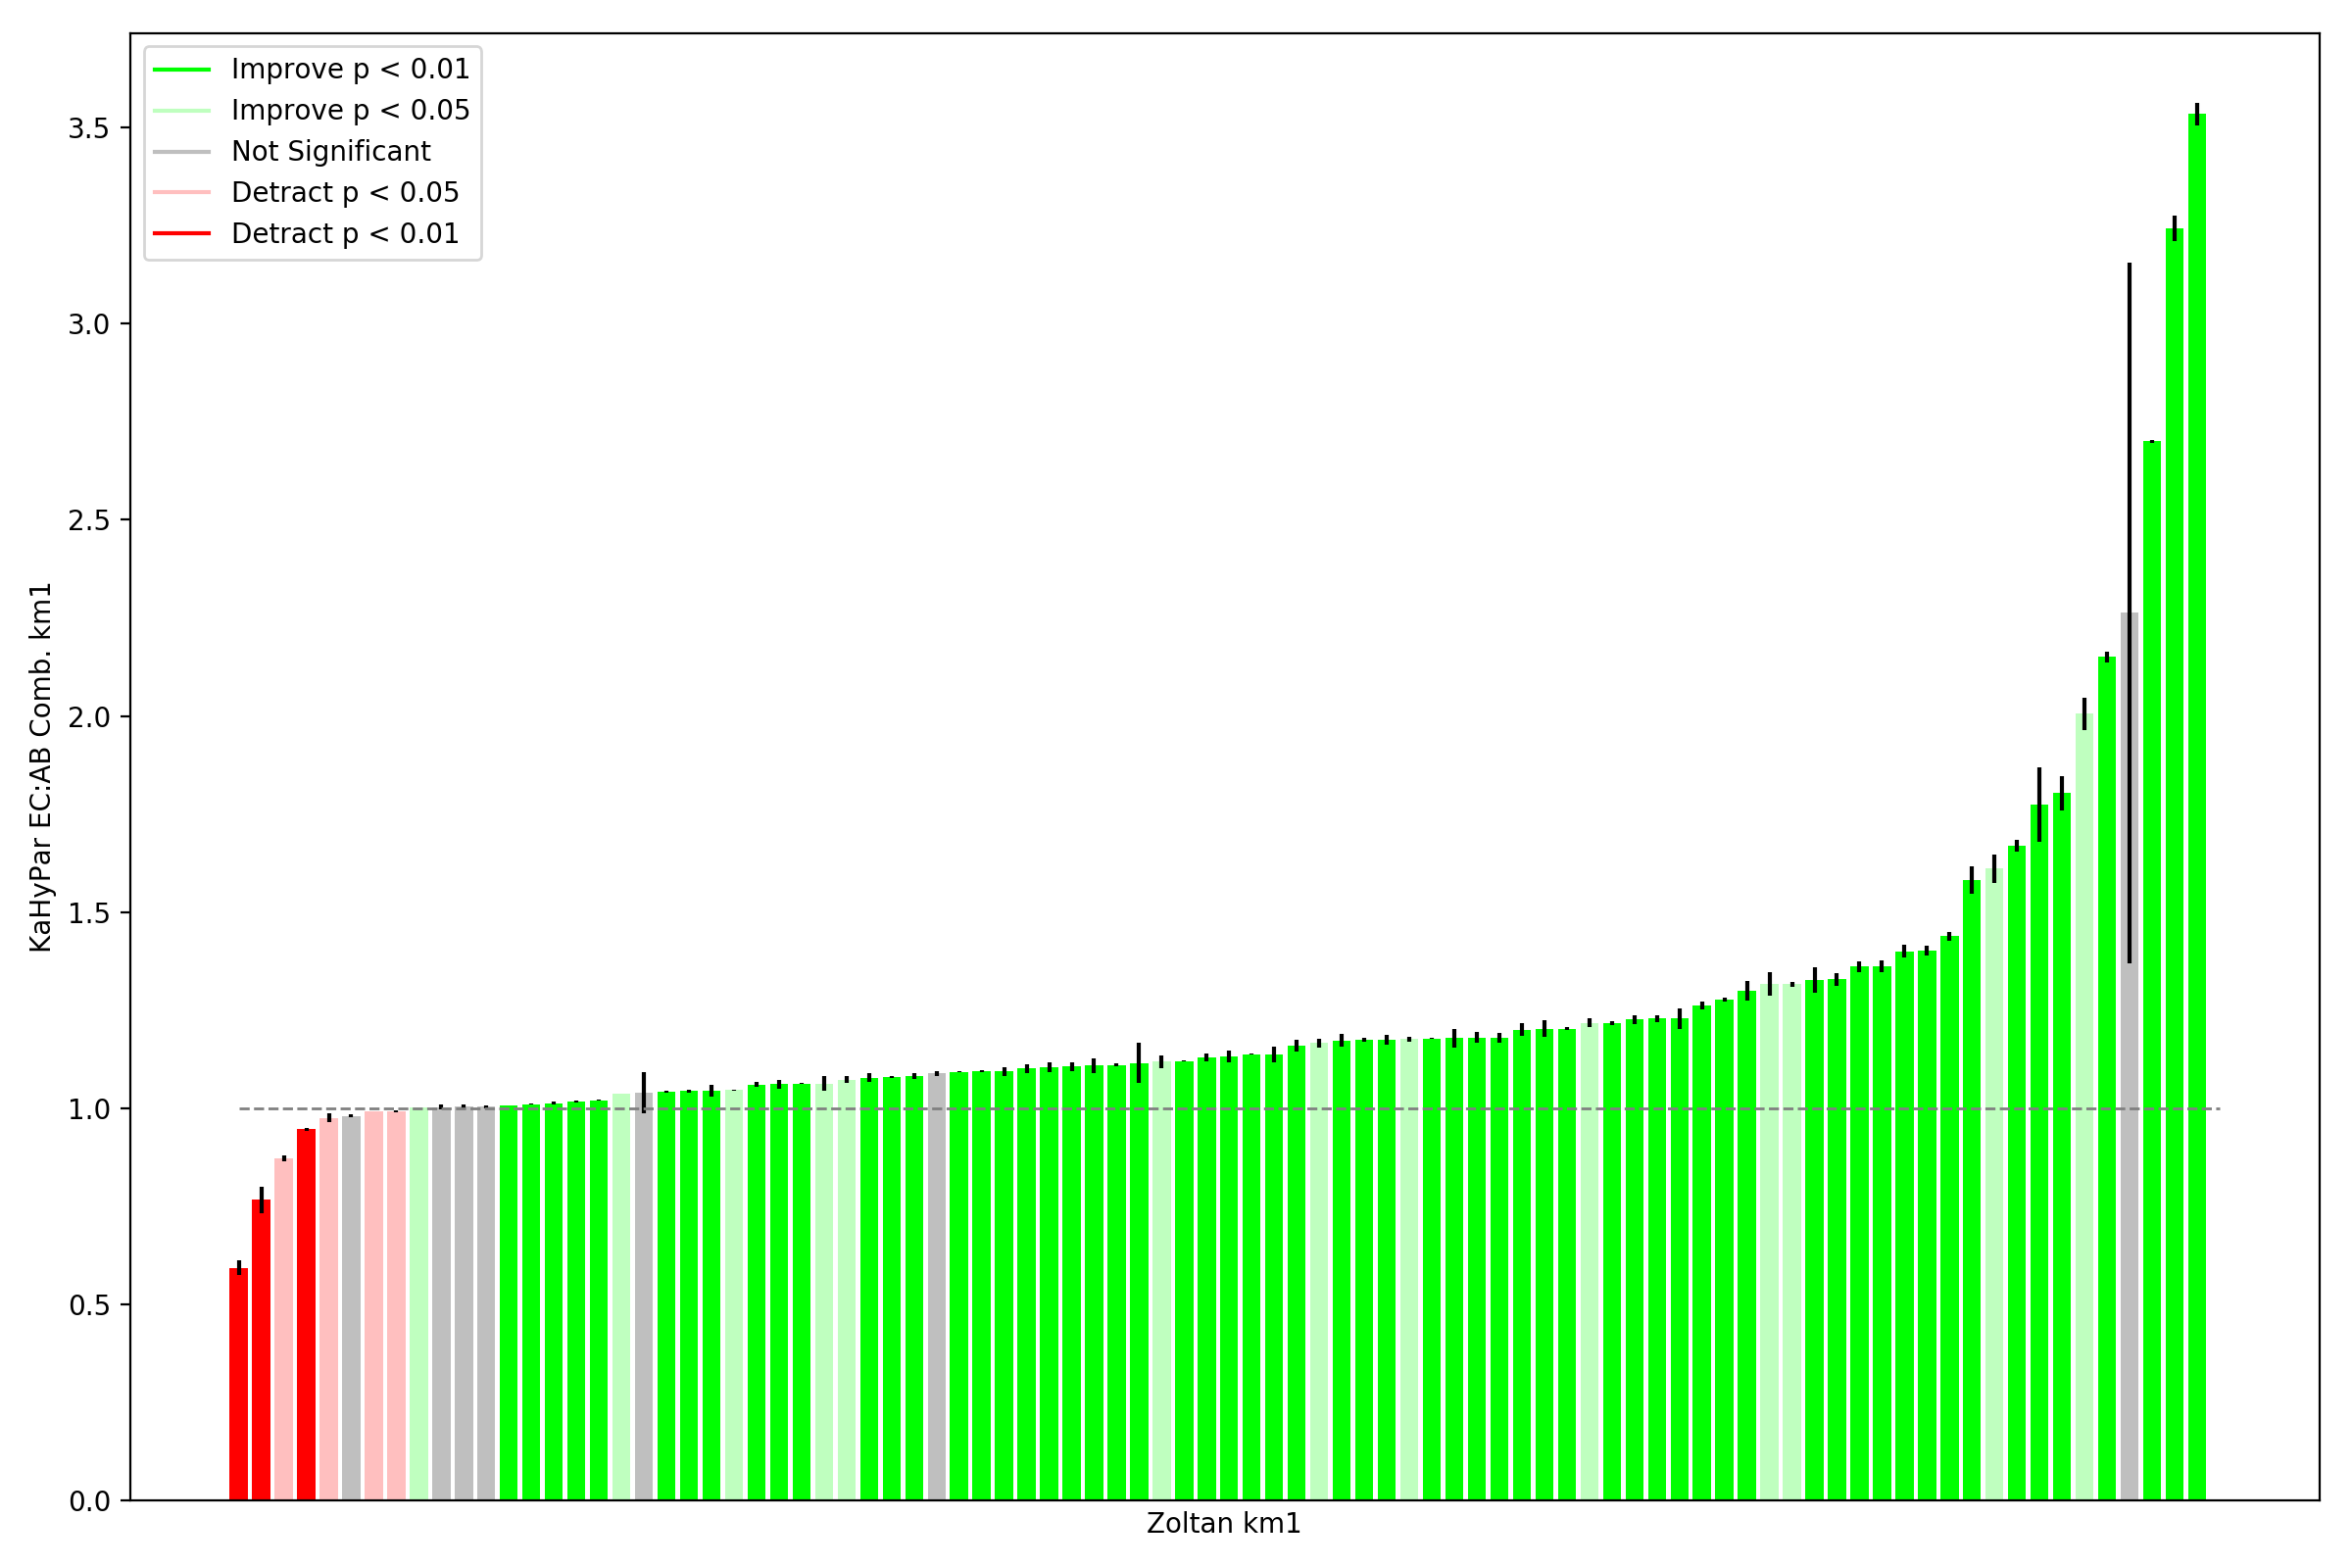 Improve p < 0.01
Improve p < 0.05
Not Significant
Detract p < 0.05
Detract p < 0.01
3.5
3.0
2.5
2.0
1.5
1.0
0.5
0.0
KaHyPar EC:AB Comb. km1
Zoltan km1